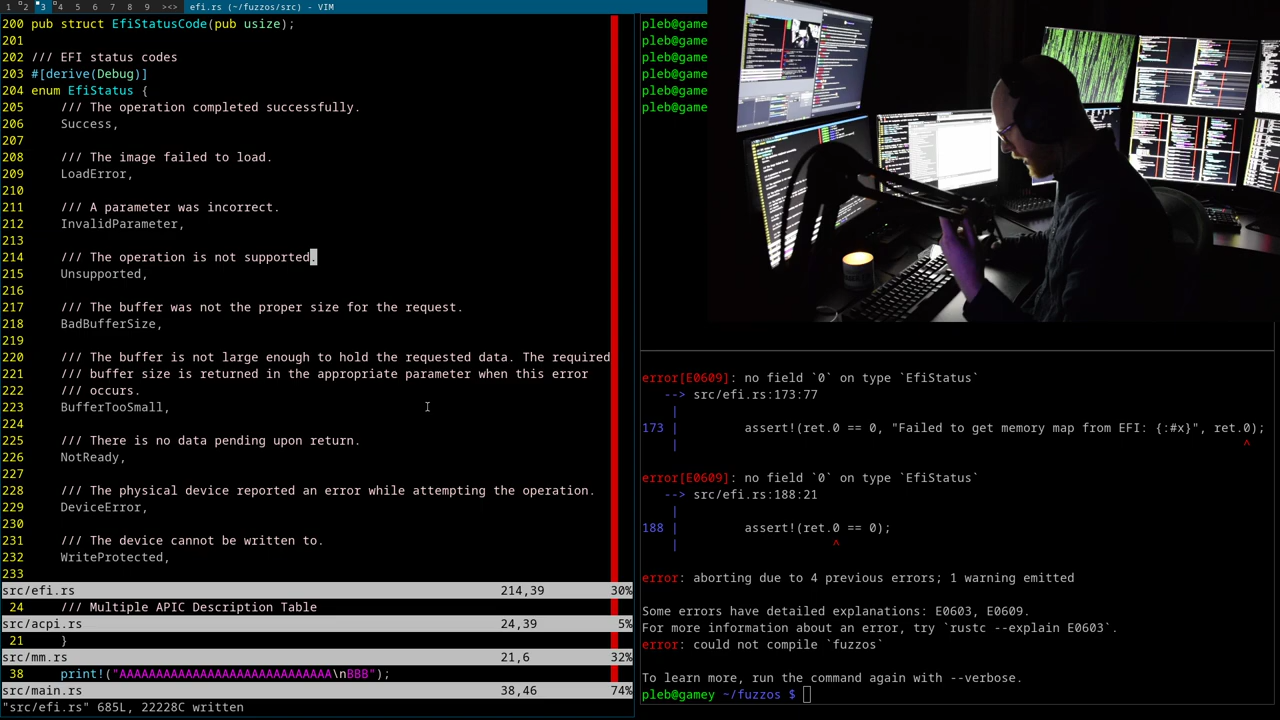 1 2 3 4 5 6 7 8 9 ><> efi.rs (~/fuzzos/src) - VIM
200 pub struct EfiStatusCode(pub usize);
201
202 /// EFI status codes
203 #[derive(Debug)]
204 enum EfiStatus {
205     /// The operation completed successfully.
206     Success,
207
208     /// The image failed to load.
209     LoadError,
210
211     /// A parameter was incorrect.
212     InvalidParameter,
213
214     /// The operation is not supported.
215     Unsupported,
216
217     /// The buffer was not the proper size for the request.
218     BadBufferSize,
219
220     /// The buffer is not large enough to hold the requested data. The required
221     /// buffer size is returned in the appropriate parameter when this error
222     /// occurs.
223     BufferTooSmall,
224
225     /// There is no data pending upon return.
226     NotReady,
227
228     /// The physical device reported an error while attempting the operation.
229     DeviceError,
230
231     /// The device cannot be written to.
232     WriteProtected,
233
src/efi.rs 214,39 30%
24     /// Multiple APIC Description Table
src/acpi.rs 24,39 5%
21     }
src/mm.rs 21,6 32%
38     print!("AAAAAAAAAAAAAAAAAAAAAAAAAAAAA\nBBB");
src/main.rs 38,46 74%
"src/efi.rs" 685L, 22228C written
pleb@game
pleb@game
pleb@game
pleb@game
pleb@game
pleb@game
error[E0609]: no field `0` on type `EfiStatus`
--> src/efi.rs:173:77
|
173 |         assert!(ret.0 == 0, "Failed to get memory map from EFI: {:#x}", ret.0);
| ^
error[E0609]: no field `0` on type `EfiStatus`
--> src/efi.rs:188:21
|
188 |         assert!(ret.0 == 0);
| ^
error: aborting due to 4 previous errors; 1 warning emitted
Some errors have detailed explanations: E0603, E0609.
For more information about an error, try `rustc --explain E0603`.
error: could not compile `fuzzos`
To learn more, run the command again with --verbose.
pleb@gamey ~/fuzzos $